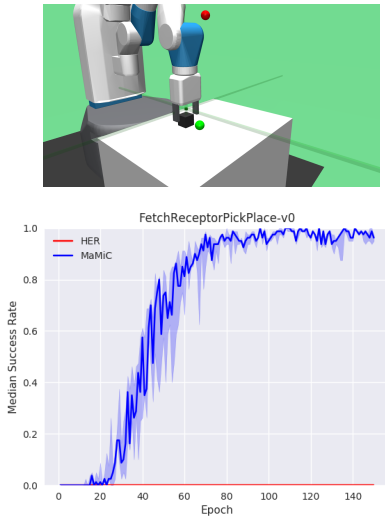 FetchReceptorPickPlace-v0
HER
MaMiC
Median Success Rate
1.0
0.8
0.6
0.4
0.2
0.0
0 20 40 60 80 100 120 140
Epoch